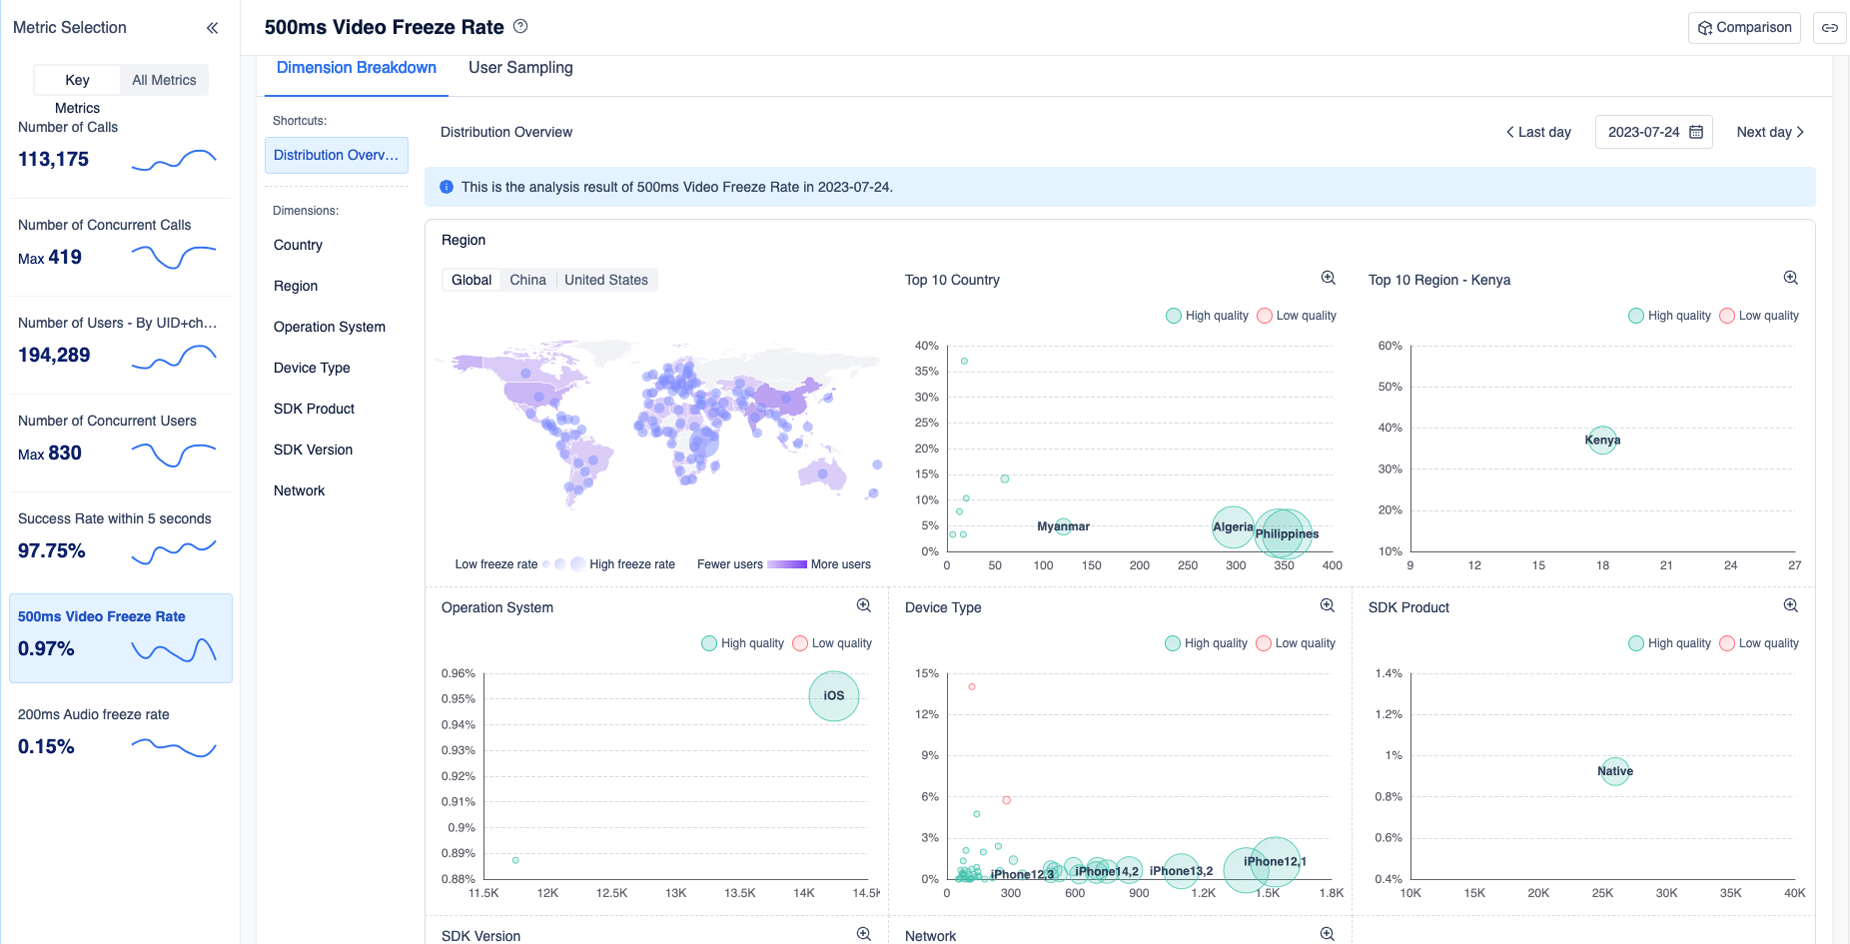 Metric Selection
Key
Metrics
All Metrics
Number of Calls
113,175
Number of Concurrent Calls
Max 419
Number of Users - By UID+ch...
194,289
Number of Concurrent Users
Max 830
Success Rate within 5 seconds
97.75%
500ms Video Freeze Rate
0.97%
200ms Audio freeze rate
0.15%
500ms Video Freeze Rate
Comparison
Dimension Breakdown
User Sampling
Shortcuts:
Distribution Overv...
Dimensions:
Country
Region
Operation System
Device Type
SDK Product
SDK Version
Network
Distribution Overview
Last day
2023-07-24
Next day
This is the analysis result of 500ms Video Freeze Rate in 2023-07-24.
Region
Global
China
United States
Low freeze rate
High freeze rate
Fewer users
More users
Top 10 Country
High quality
Low quality
40%
35%
30%
25%
20%
15%
10%
5%
0%
Myanmar
Algeria
Philippines
0 50 100 150 200 250 300 350 400
Top 10 Region - Kenya
High quality
Low quality
60%
50%
40%
30%
20%
10%
Kenya
9 12 15 18 21 24 27
Operation System
High quality
Low quality
0.96%
0.95%
0.94%
0.93%
0.92%
0.91%
0.9%
0.89%
0.88%
iOS
11.5K 12K 12.5K 13K 13.5K 14K 14.5K
Device Type
High quality
Low quality
15%
12%
9%
6%
3%
0%
iPhone12,3
iPhone14,2
iPhone13,2
iPhone12,1
0 300 600 900 1.2K 1.5K 1.8K
SDK Product
High quality
Low quality
1.4%
1.2%
1%
0.8%
0.6%
0.4%
Native
10K 15K 20K 25K 30K 35K 40K
SDK Version
Network